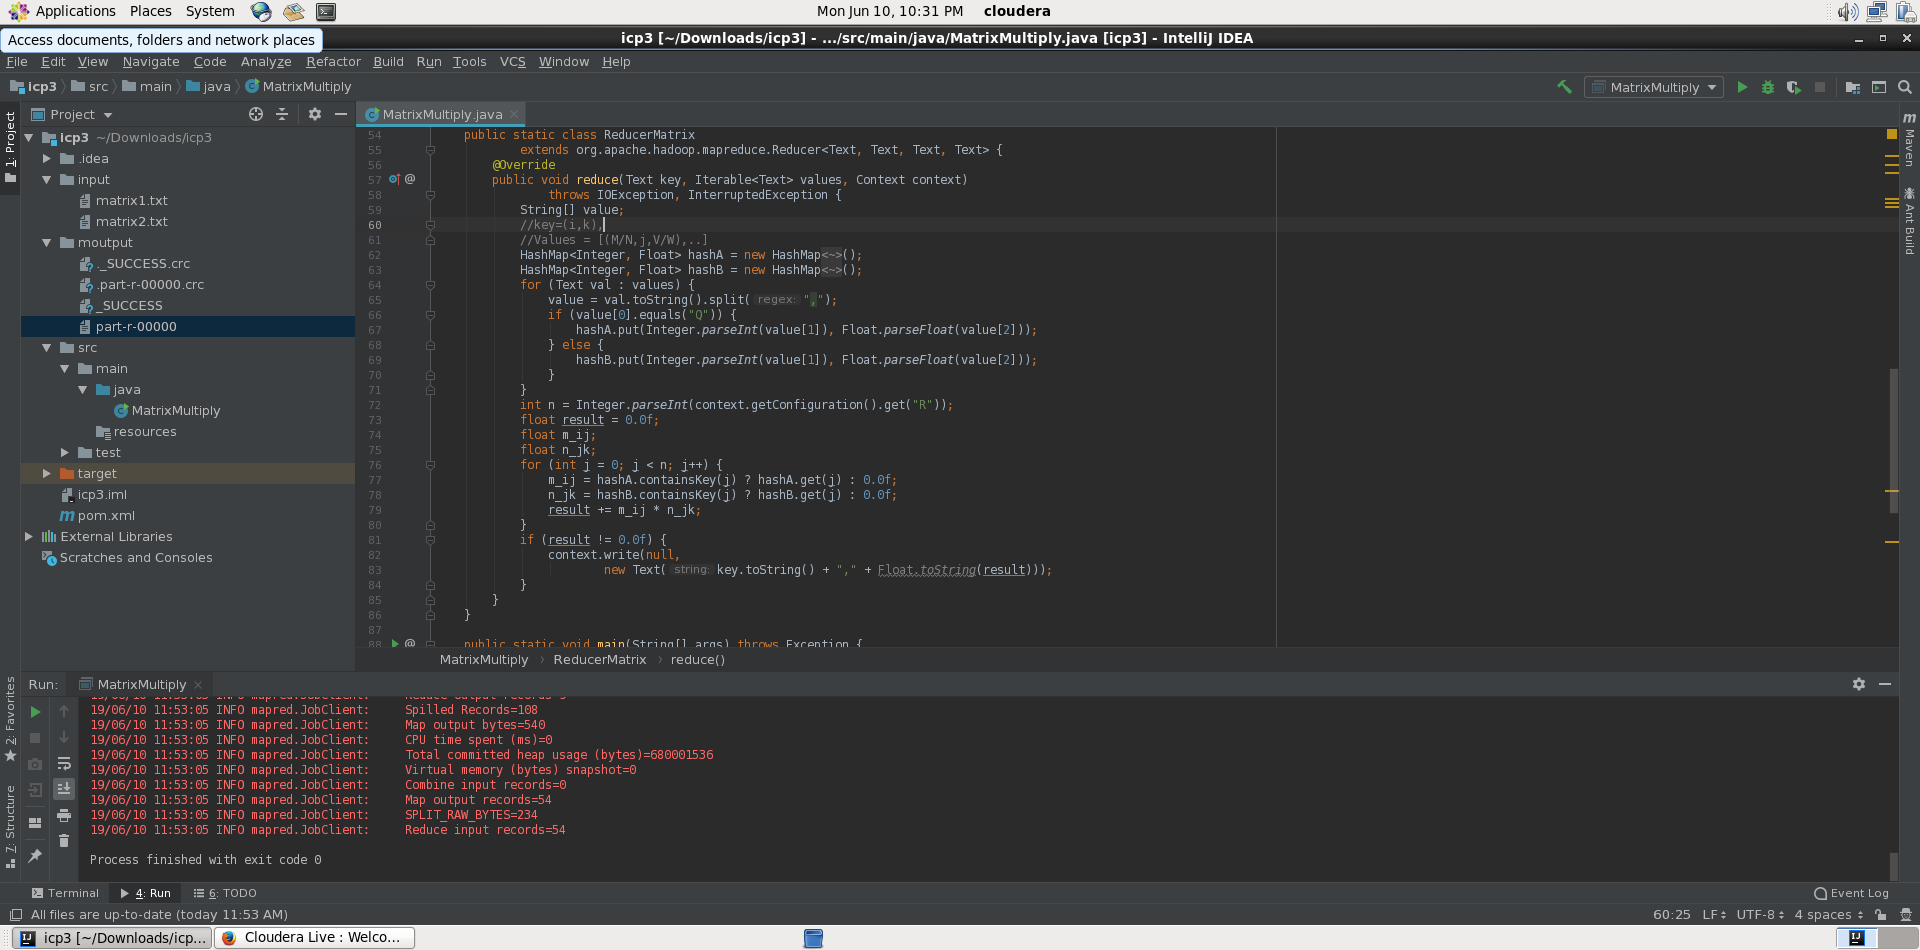 Applications Places System Mon Jun 10, 10:31 PM cloudera
Access documents, folders and network places
icp3 [~/Downloads/icp3] - .../src/main/java/MatrixMultiply.java [icp3] - IntelliJ IDEA
File Edit View Navigate Code Analyze Refactor Build Run Tools VCS Window Help
icp3 src main java MatrixMultiply
MatrixMultiply
Project
MatrixMultiply.java
1: Project
2: Favorites
7: Structure
Maven
Ant Build
icp3 ~/Downloads/icp3
.idea
input
matrix1.txt
matrix2.txt
moutput
._SUCCESS.crc
.part-r-00000.crc
_SUCCESS
part-r-00000
src
main
java
MatrixMultiply
resources
test
target
icp3.iml
pom.xml
External Libraries
Scratches and Consoles
54 public static class ReducerMatrix
55 extends org.apache.hadoop.mapreduce.Reducer<Text, Text, Text, Text> {
56 @Override
57 @ public void reduce(Text key, Iterable<Text> values, Context context)
58 throws IOException, InterruptedException {
59 String[] value;
60 //key=(i,k),
61 //Values = [(M/N,j,V/W),..]
62 HashMap<Integer, Float> hashA = new HashMap<~>();
63 HashMap<Integer, Float> hashB = new HashMap<~>();
64 for (Text val : values) {
65 value = val.toString().split( regex: ",");
66 if (value[0].equals("Q")) {
67 hashA.put(Integer.parseInt(value[1]), Float.parseFloat(value[2]));
68 } else {
69 hashB.put(Integer.parseInt(value[1]), Float.parseFloat(value[2]));
70 }
71 }
72 int n = Integer.parseInt(context.getConfiguration().get("R"));
73 float result = 0.0f;
74 float m_ij;
75 float n_jk;
76 for (int j = 0; j < n; j++) {
77 m_ij = hashA.containsKey(j) ? hashA.get(j) : 0.0f;
78 n_jk = hashB.containsKey(j) ? hashB.get(j) : 0.0f;
79 result += m_ij * n_jk;
80 }
81 if (result != 0.0f) {
82 context.write(null,
83 new Text( string: key.toString() + "," + Float.toString(result)));
84 }
85 }
86 }
87
88 @ public static void main(String[] args) throws Exception {
MatrixMultiply › ReducerMatrix › reduce()
Run: MatrixMultiply
19/06/10 11:53:05 INFO mapred.JobClient: Reduce output records=
19/06/10 11:53:05 INFO mapred.JobClient: Spilled Records=108
19/06/10 11:53:05 INFO mapred.JobClient: Map output bytes=540
19/06/10 11:53:05 INFO mapred.JobClient: CPU time spent (ms)=0
19/06/10 11:53:05 INFO mapred.JobClient: Total committed heap usage (bytes)=680001536
19/06/10 11:53:05 INFO mapred.JobClient: Virtual memory (bytes) snapshot=0
19/06/10 11:53:05 INFO mapred.JobClient: Combine input records=0
19/06/10 11:53:05 INFO mapred.JobClient: Map output records=54
19/06/10 11:53:05 INFO mapred.JobClient: SPLIT_RAW_BYTES=234
19/06/10 11:53:05 INFO mapred.JobClient: Reduce input records=54
Process finished with exit code 0
Terminal 4: Run 6: TODO Event Log
All files are up-to-date (today 11:53 AM) 60:25 LF UTF-8 4 spaces
icp3 [~/Downloads/icp... Cloudera Live : Welco...